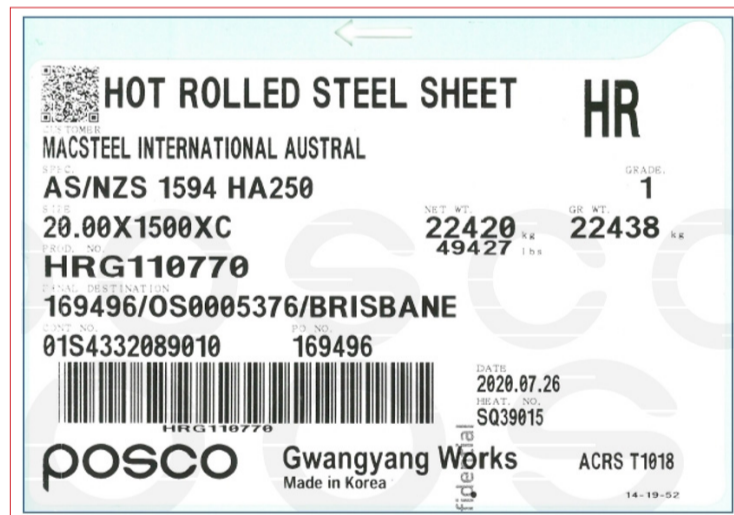 HOT ROLLED STEEL SHEET
HR
CUSTOMER
MACSTEEL INTERNATIONAL AUSTRAL
SPEC.
GRADE.
AS/NZS 1594 HA250
1
SIZE
NET WT.
GR WT.
20.00X1500XC
22420 kg
22438 kg
49427 lbs
PROD. NO.
HRG110770
FINAL DESTINATION
169496/OS0005376/BRISBANE
CONT NO.
PO NO.
01S4332089010
169496
DATE
2020.07.26
HEAT. NO.
SQ39015
HRG110770
posco
Gwangyang Works
Made in Korea
ACRS T1018
14-19-52